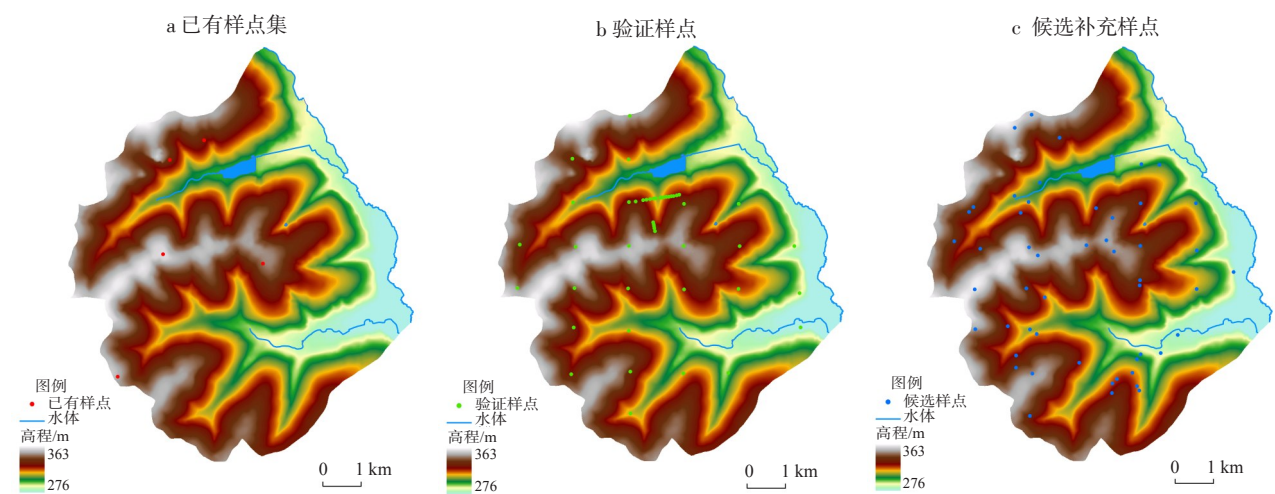 a 已有样点集
图例
已有样点
水体
高程/m
363
276
0 1 km
b 验证样点
图例
验证样点
水体
高程/m
363
276
0 1 km
c 候选补充样点
图例
候选样点
水体
高程/m
363
276
0 1 km